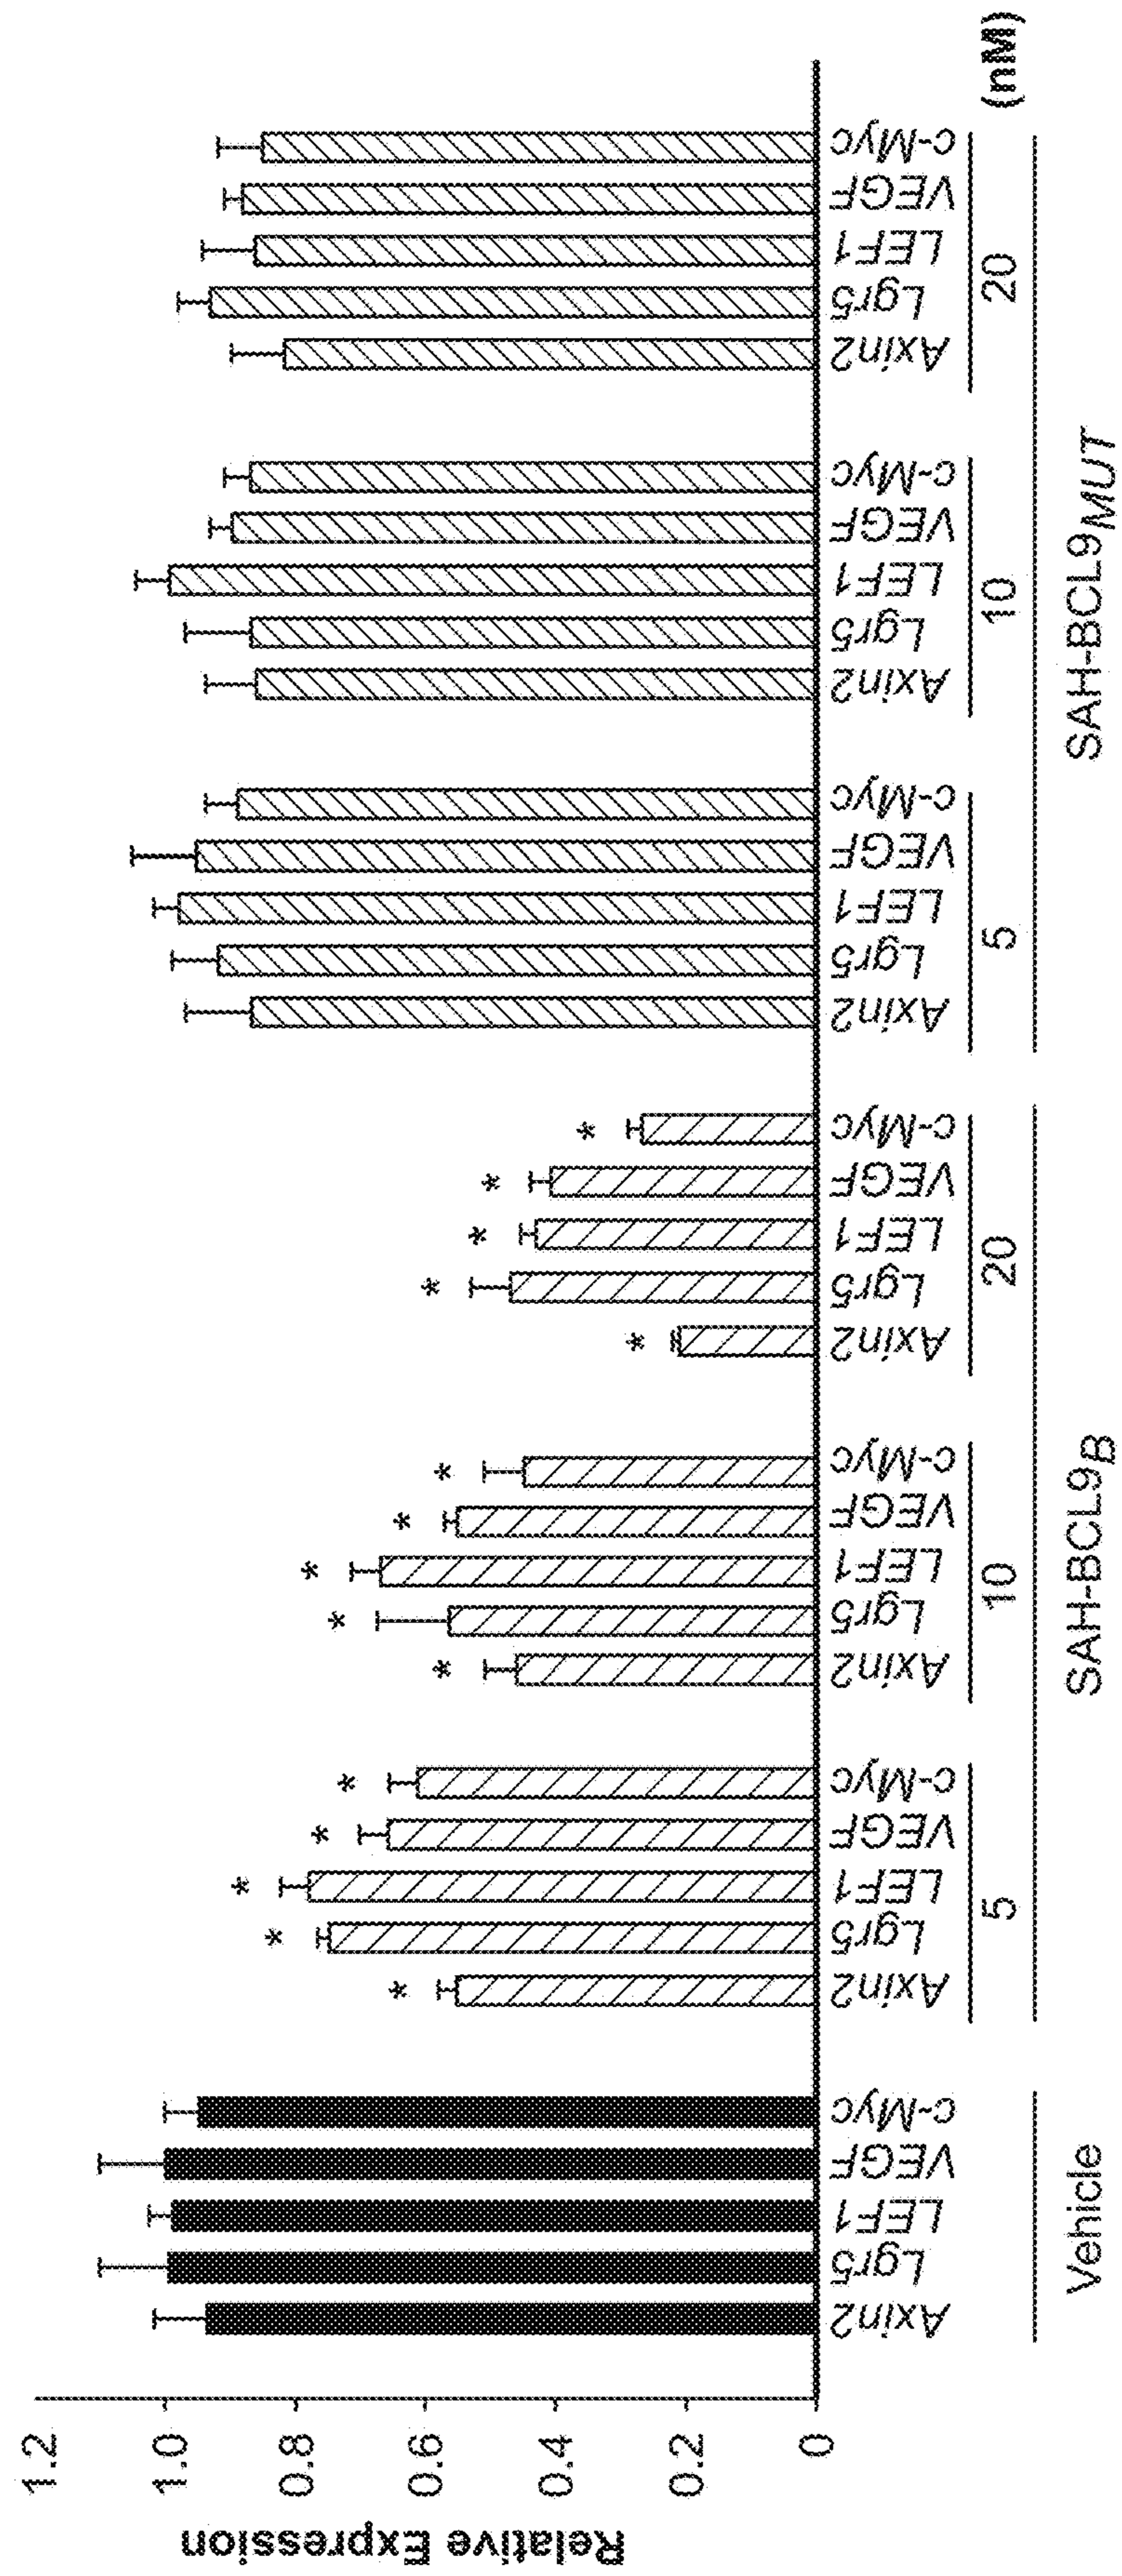 Relative Expression
1.2
1.0
0.8
0.6
0.4
0.2
0
* * * * * * * * * * * * * * *
Axin2 Lgr5 LEF1 VEGF c-Myc Axin2 Lgr5 LEF1 VEGF c-Myc Axin2 Lgr5 LEF1 VEGF c-Myc Axin2 Lgr5 LEF1 VEGF c-Myc Axin2 Lgr5 LEF1 VEGF c-Myc Axin2 Lgr5 LEF1 VEGF c-Myc Axin2 Lgr5 LEF1 VEGF c-Myc
5 10 20 5 10 20 (nM)
Vehicle SAH-BCL9B SAH-BCL9MUT